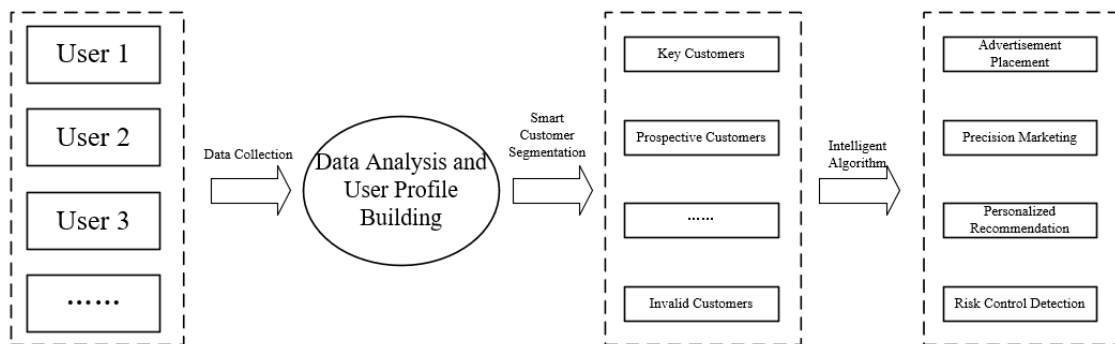 User 1
User 2
User 3
……
Data Collection
Data Analysis and
User Profile
Building
Smart
Customer
Segmentation
Key Customers
Prospective Customers
……
Invalid Customers
Intelligent
Algorithm
Advertisement
Placement
Precision Marketing
Personalized
Recommendation
Risk Control Detection